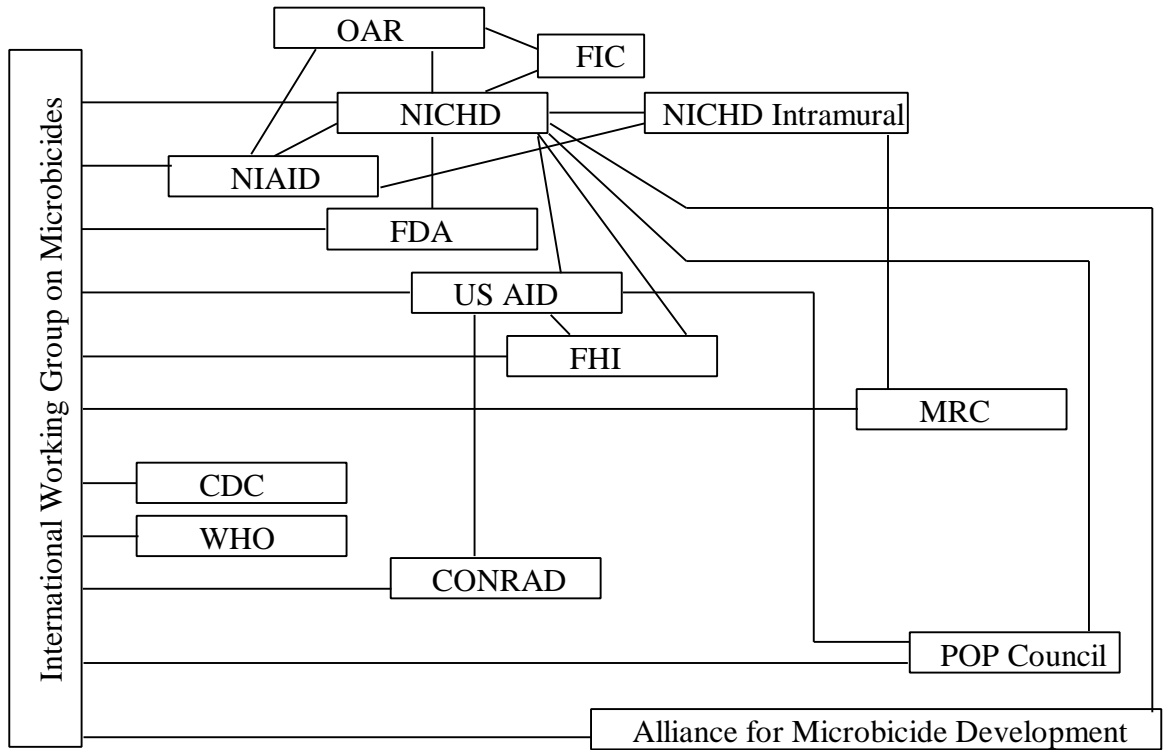 OAR
FIC
NICHD
NICHD Intramural
NIAID
FDA
US AID
FHI
MRC
CDC
WHO
CONRAD
POP Council
Alliance for Microbicide Development
International Working Group on Microbicides